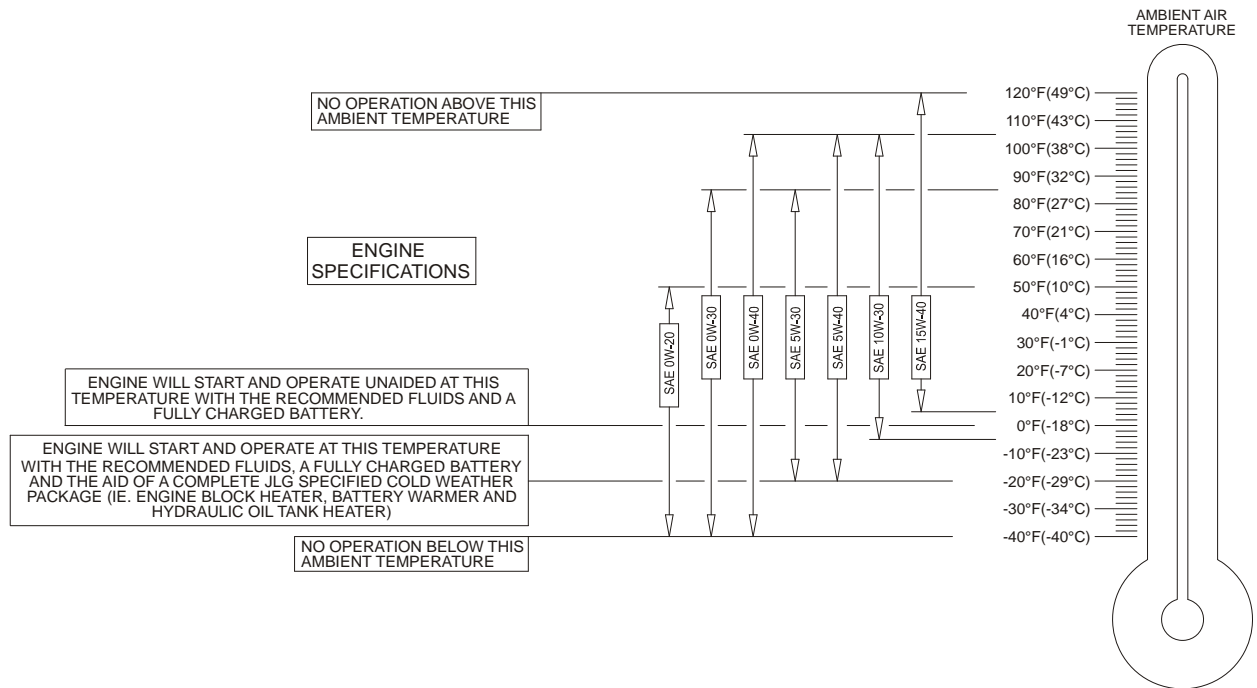 AMBIENT AIR
TEMPERATURE
NO OPERATION ABOVE THIS
AMBIENT TEMPERATURE
120°F(49°C)
110°F(43°C)
100°F(38°C)
90°F(32°C)
80°F(27°C)
70°F(21°C)
60°F(16°C)
50°F(10°C)
40°F(4°C)
30°F(-1°C)
20°F(-7°C)
10°F(-12°C)
0°F(-18°C)
-10°F(-23°C)
-20°F(-29°C)
-30°F(-34°C)
-40°F(-40°C)
ENGINE
SPECIFICATIONS
SAE 0W-20
SAE 0W-30
SAE 0W-40
SAE 5W-30
SAE 5W-40
SAE 10W-30
SAE 15W-40
ENGINE WILL START AND OPERATE UNAIDED AT THIS
TEMPERATURE WITH THE RECOMMENDED FLUIDS AND A
FULLY CHARGED BATTERY.
ENGINE WILL START AND OPERATE AT THIS TEMPERATURE
WITH THE RECOMMENDED FLUIDS, A FULLY CHARGED BATTERY
AND THE AID OF A COMPLETE JLG SPECIFIED COLD WEATHER
PACKAGE (IE. ENGINE BLOCK HEATER, BATTERY WARMER AND
HYDRAULIC OIL TANK HEATER)
NO OPERATION BELOW THIS
AMBIENT TEMPERATURE